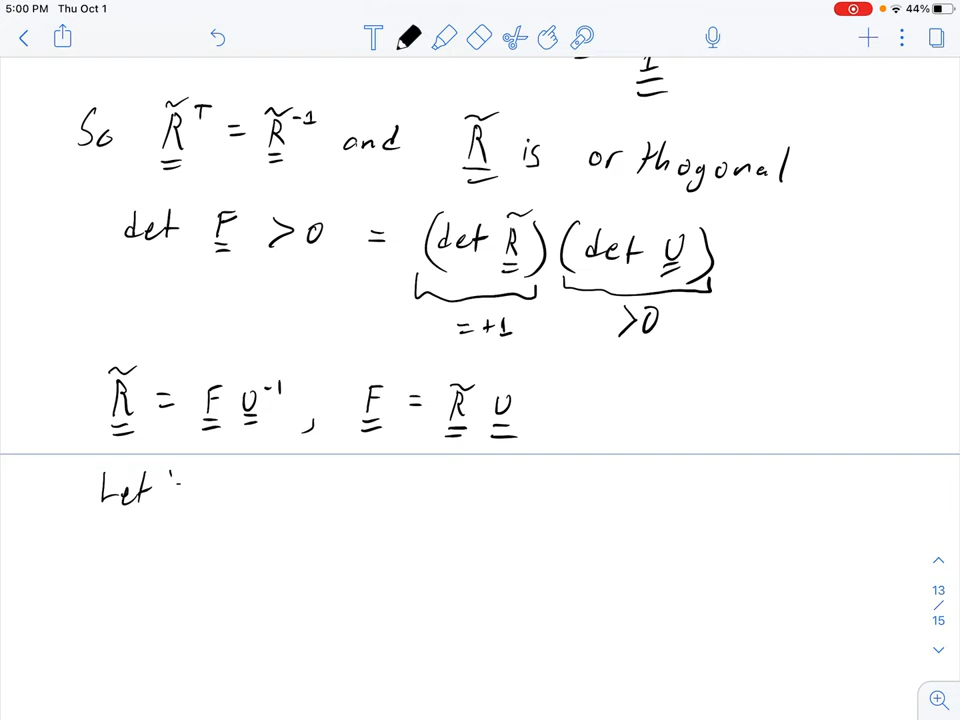 5:00 PM Thu Oct 1
44%
T
1
So R̃ᵀ = R̃⁻¹ and R̃ is orthogonal
det F > 0 = (det R̃) (det U)
= +1 >0
R̃ = F U⁻¹, F = R̃ U
Let
13
/
15